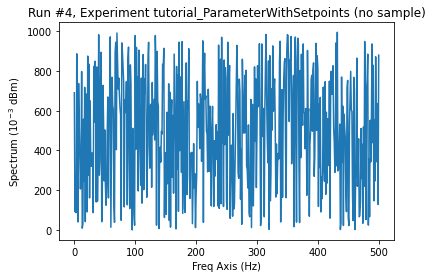 Run #4, Experiment tutorial_ParameterWithSetpoints (no sample)
1000
800
600
400
200
0
Spectrum (10⁻³ dBm)
0 100 200 300 400 500
Freq Axis (Hz)